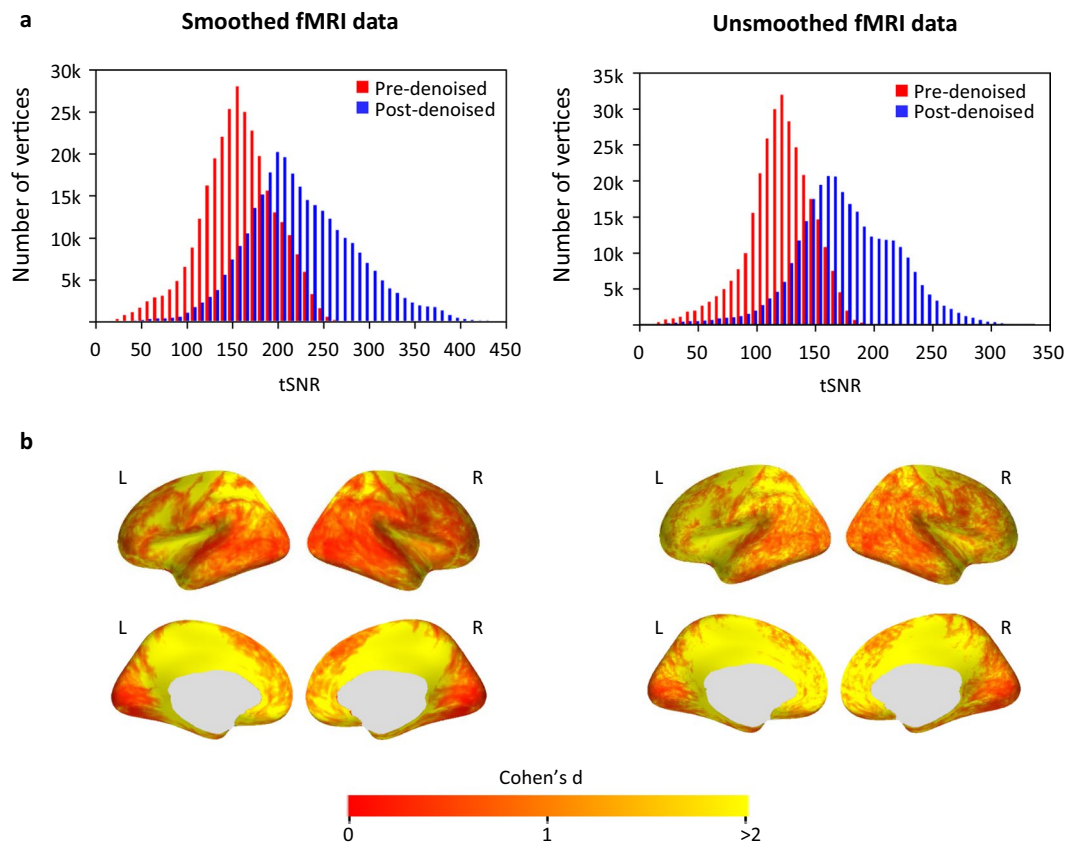 a
Smoothed fMRI data
Unsmoothed fMRI data
Number of vertices
30k
25k
20k
15k
10k
5k
Pre-denoised
Post-denoised
0 50 100 150 200 250 300 350 400 450
tSNR
Number of vertices
35k
30k
25k
20k
15k
10k
5k
Pre-denoised
Post-denoised
0 50 100 150 200 250 300 350
tSNR
b
L R L R
L R L R
Cohen's d
0 1 >2